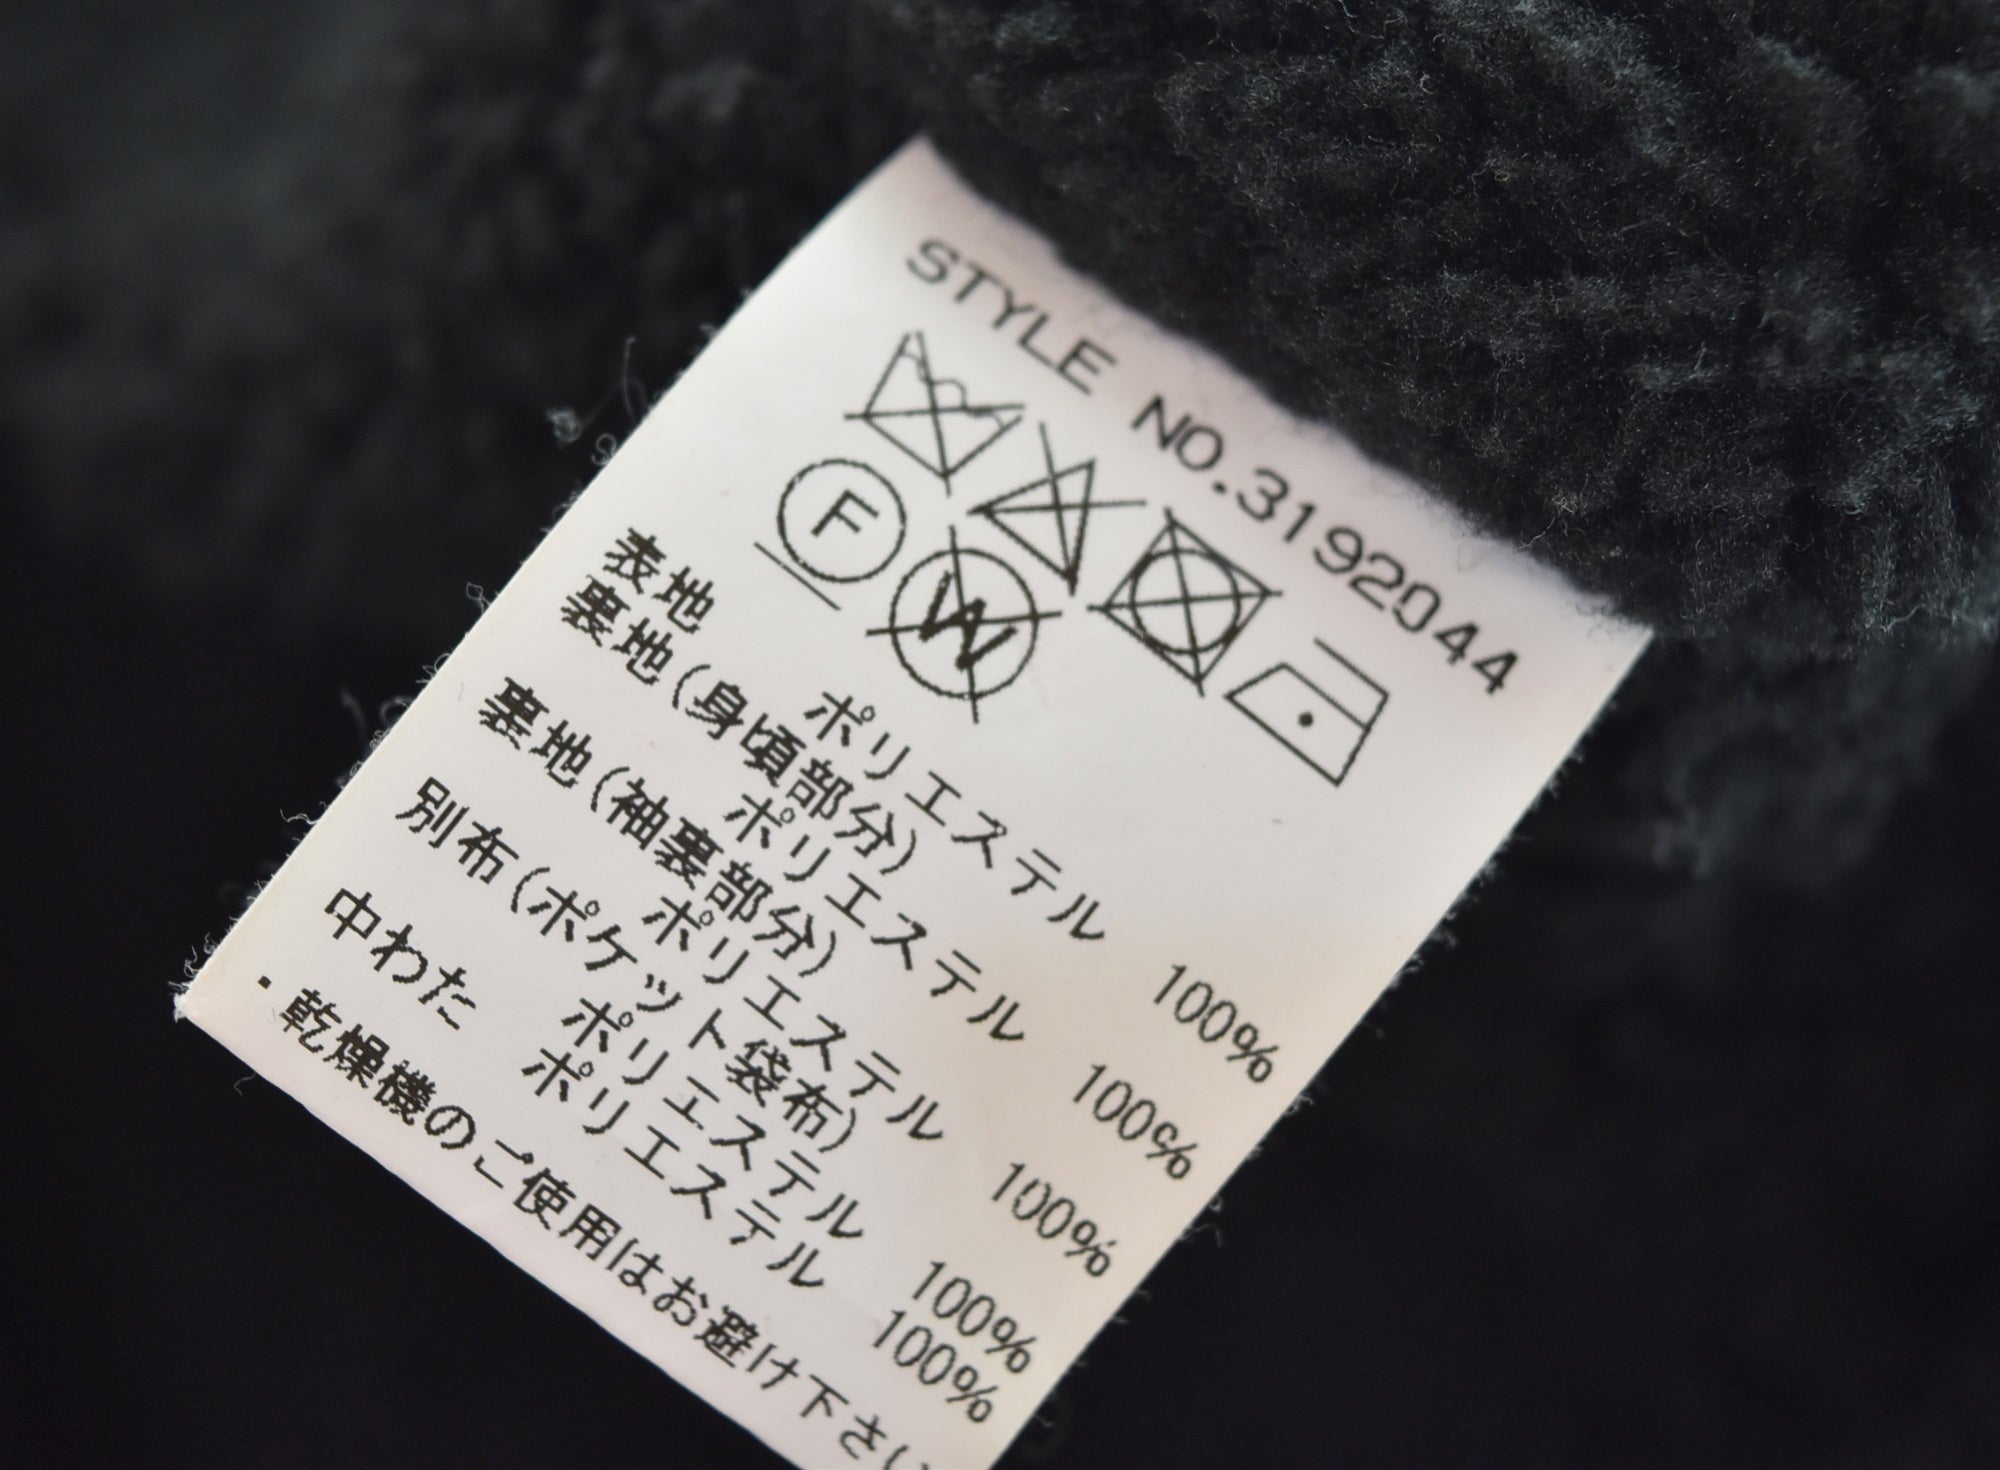 STYLE NO.3192044
F
W
表地
ポリエステル 100%
裏地(身頃部分)
ポリエステル 100%
裏地(袖裏部分)
ポリエステル 100%
別布(ポケット袋布)
ポリエステル 100%
中わた ポリエステル 100%
・乾燥機のご使用はお避け下さい